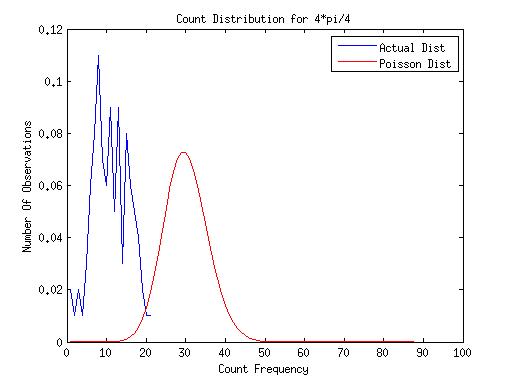 Count Distribution for 4*pi/4
Actual Dist
Poisson Dist
Number Of Observations
0.12
0.1
0.08
0.06
0.04
0.02
0
0 10 20 30 40 50 60 70 80 90 100
Count Frequency